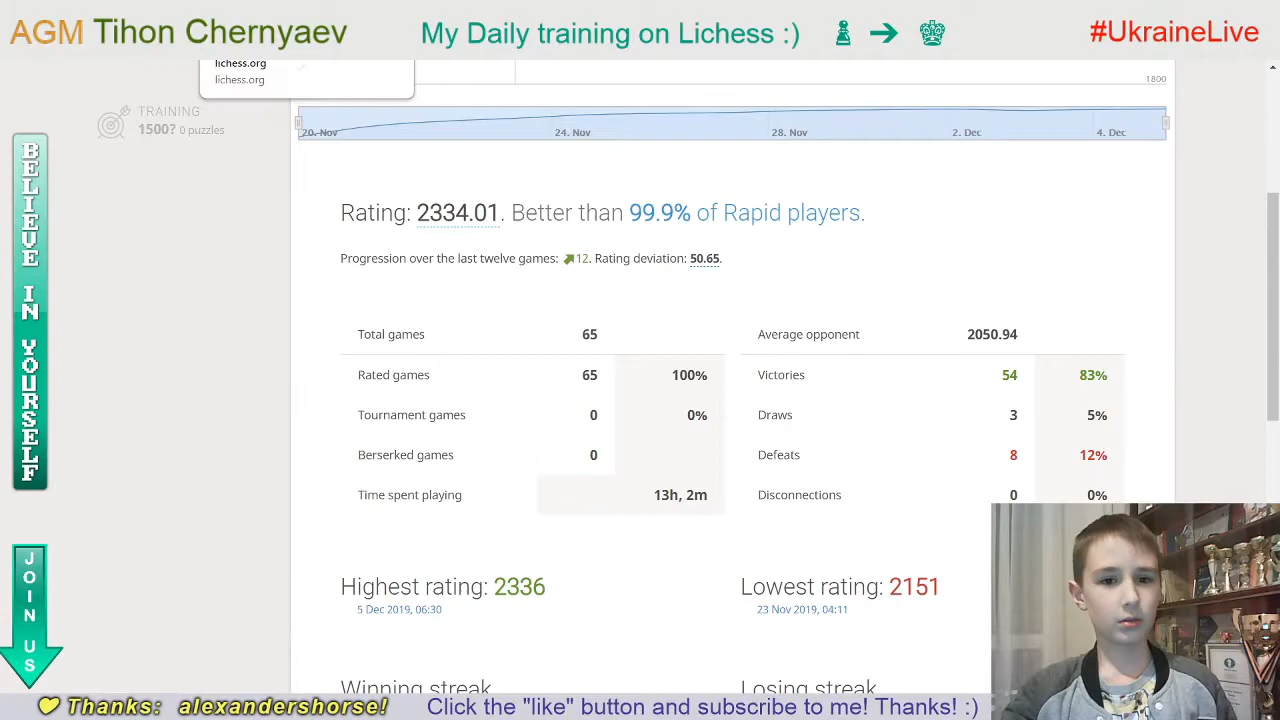 AGM Tihon Chernyaev
My Daily training on Lichess :)
#UkraineLive
lichess.org
lichess.org
1800
TRAINING
1500? 0 puzzles
20. Nov
24. Nov
28. Nov
2. Dec
4. Dec
BELIEVE IN YOURSELF
Rating: 2334.01. Better than 99.9% of Rapid players.
Progression over the last twelve games: 12. Rating deviation: 50.65.
Total games 65
Rated games 65 100%
Tournament games 0 0%
Berserked games 0
Time spent playing 13h, 2m
Average opponent 2050.94
Victories 54 83%
Draws 3 5%
Defeats 8 12%
Disconnections 0 0%
Highest rating: 2336
5 Dec 2019, 06:30
Lowest rating: 2151
23 Nov 2019, 04:11
JOIN US
Winning streak
Losing streak
Thanks: alexandershorse!
Click the "like" button and subscribe to me! Thanks! :)